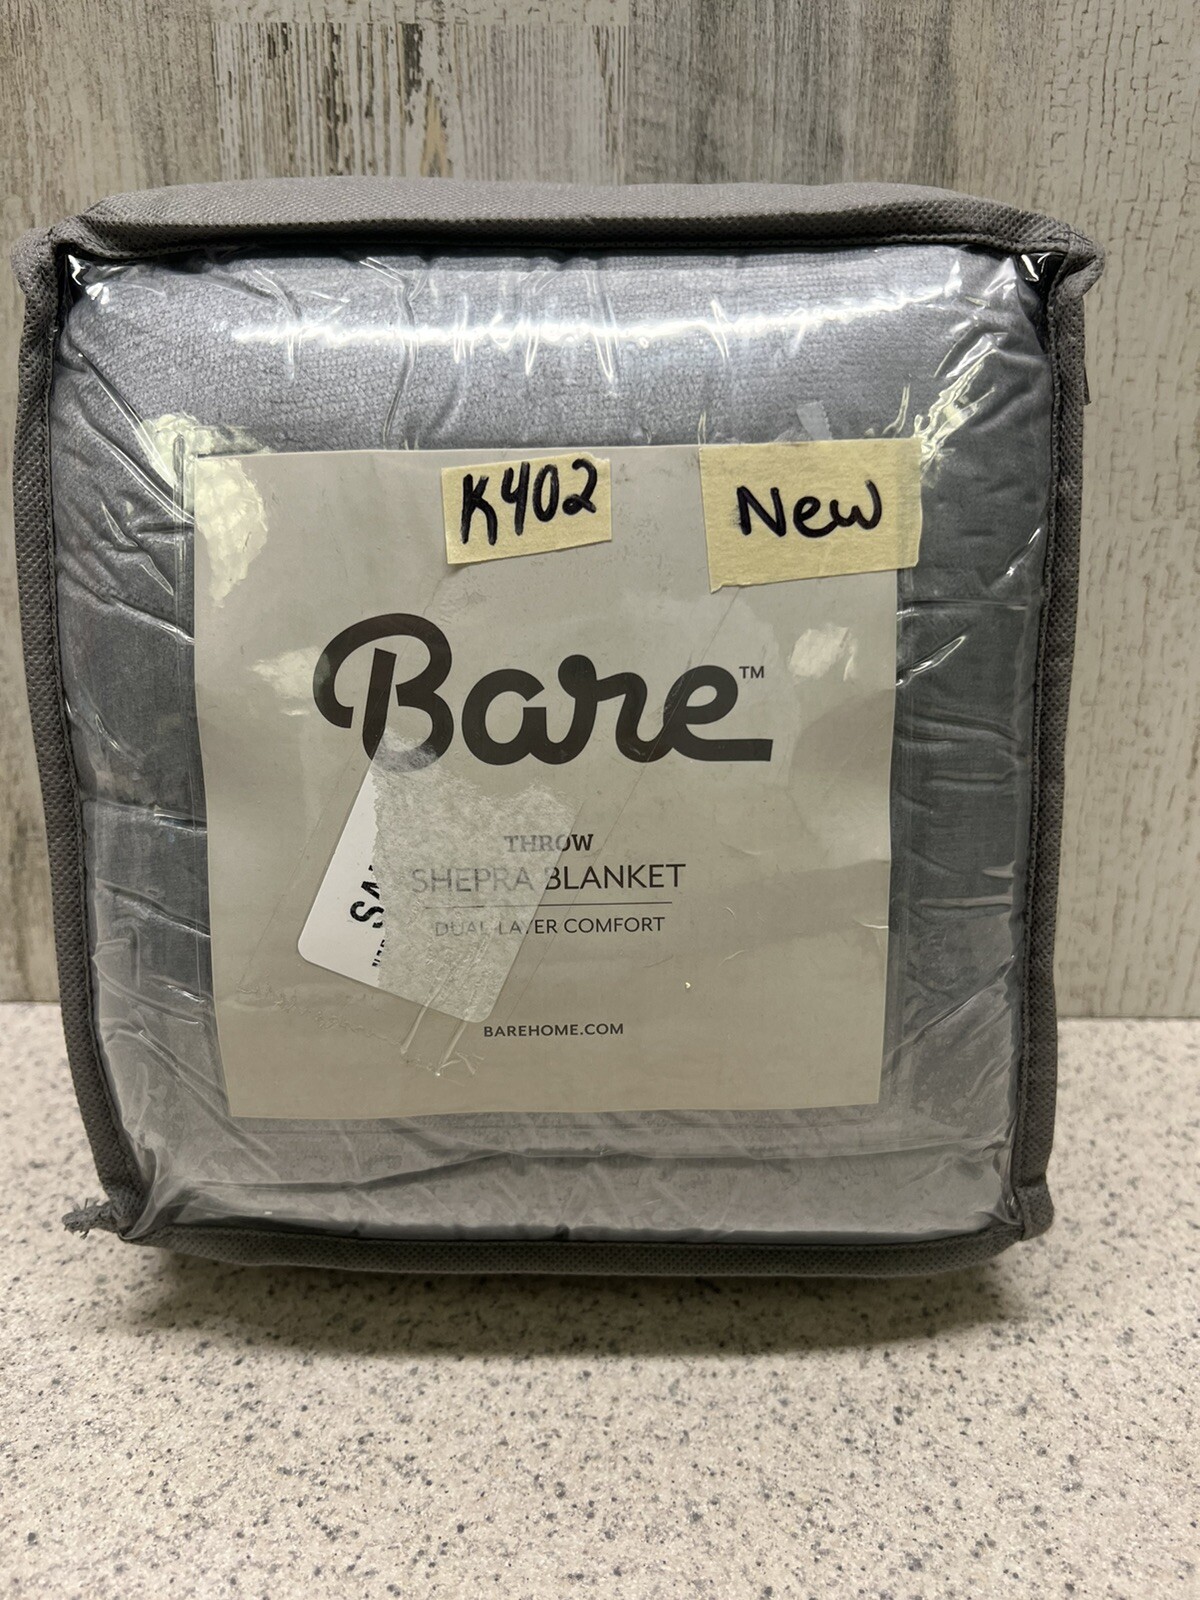 K402
New
Bare™
THROW
SHEPRA BLANKET
DUAL LAYER COMFORT
BAREHOME.COM